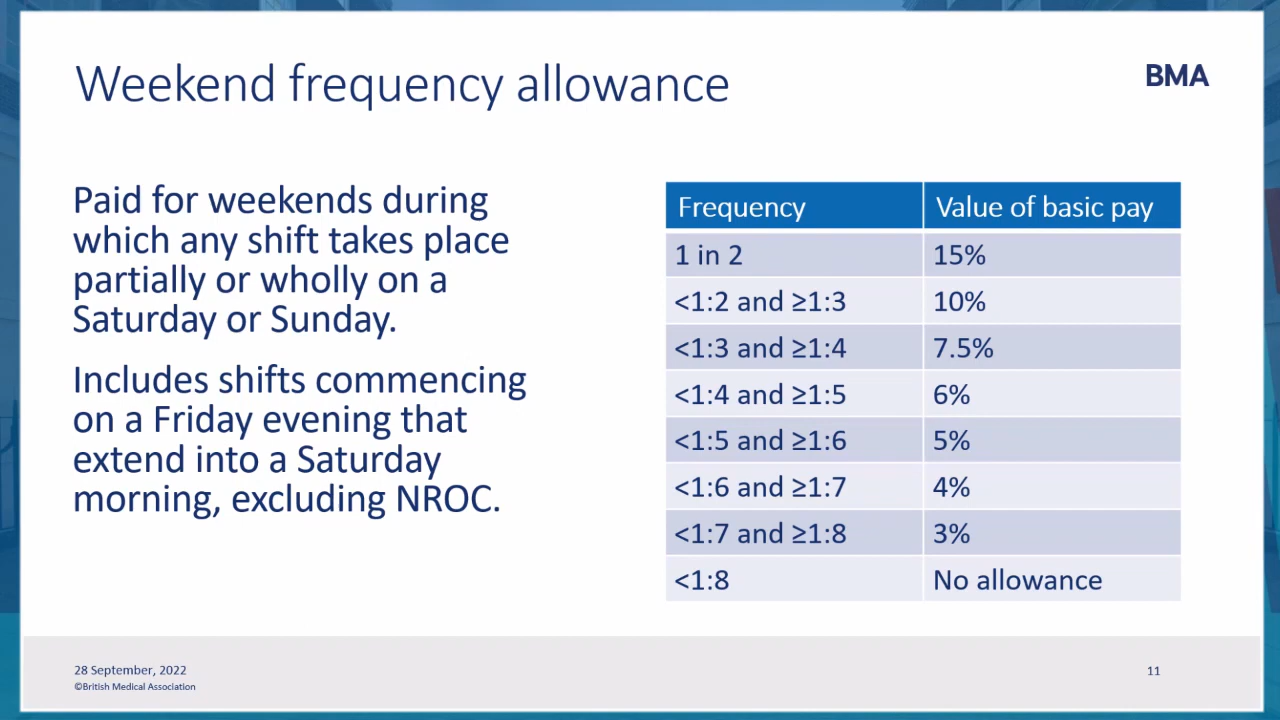 Weekend frequency allowance
BMA
Paid for weekends during
which any shift takes place
partially or wholly on a
Saturday or Sunday.
Includes shifts commencing
on a Friday evening that
extend into a Saturday
morning, excluding NROC.
Frequency Value of basic pay
1 in 2 15%
<1:2 and ≥1:3 10%
<1:3 and ≥1:4 7.5%
<1:4 and ≥1:5 6%
<1:5 and ≥1:6 5%
<1:6 and ≥1:7 4%
<1:7 and ≥1:8 3%
<1:8 No allowance
28 September, 2022
©British Medical Association
11